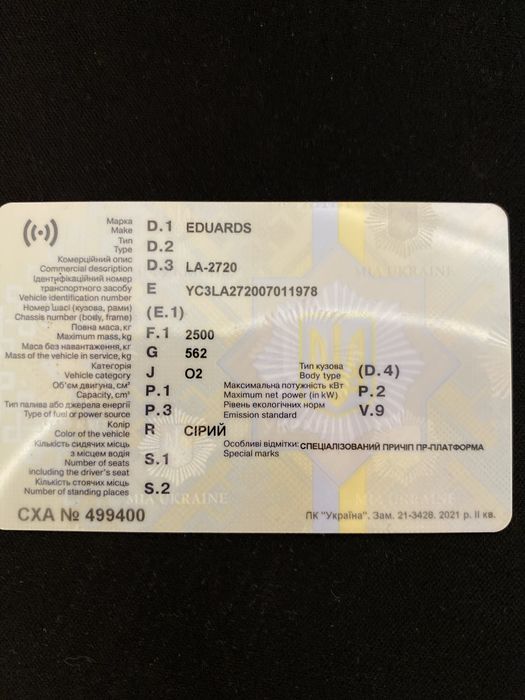 Марка
Make D.1 EDUARDS
Тип
Type D.2
Комерційний опис
Commercial description D.3 LA-2720
Ідентифікаційний номер
транспортного засобу
Vehicle identification number E YC3LA272007011978
Номер шасі (кузова, рами)
Chassis number (body, frame) (E.1)
Повна маса, кг
Maximum mass, kg F.1 2500
Маса без навантаження, кг
Mass of the vehicle in service, kg G 562
Категорія
Vehicle category J O2
Тип кузова
Body type (D.4)
Об'єм двигуна, см³
Capacity, cm³ P.1
Максимальна потужність кВт
Maximum net power (in kW) P.2
Тип палива або джерела енергії
Type of fuel or power source P.3
Рівень екологічних норм
Emission standard V.9
Колір
Color of the vehicle R СІРИЙ
Особливі відмітки: СПЕЦІАЛІЗОВАНИЙ ПРИЧІП ПР-ПЛАТФОРМА
Special marks
Кількість сидячих місць
з місцем водія
Number of seats
including the driver's seat S.1
Кількість стоячих місць
Number of standing places S.2
MIA UKRAINE
MIA UKRAINE
MIA UKRAINE
СХА № 499400
ПК "Україна". Зам. 21-3428. 2021 р. II кв.